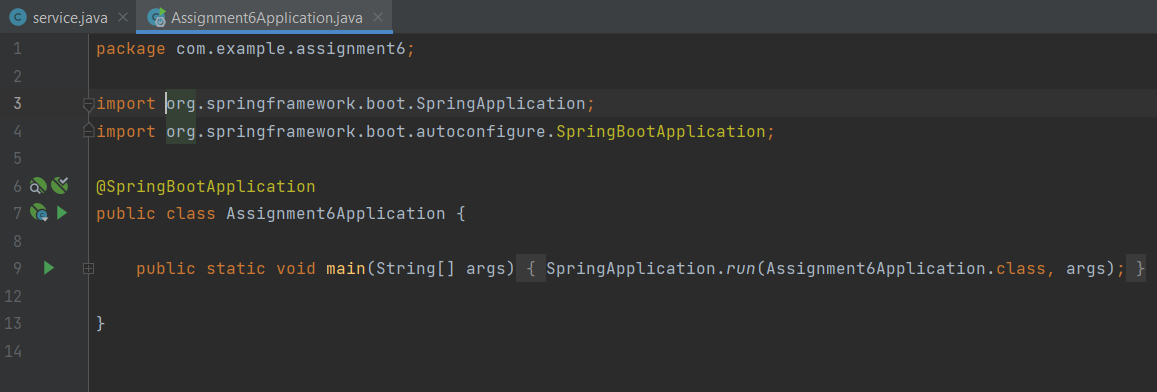 service.java Assignment6Application.java
1 package com.example.assignment6;
2
3 import org.springframework.boot.SpringApplication;
4 import org.springframework.boot.autoconfigure.SpringBootApplication;
5
6 @SpringBootApplication
7 public class Assignment6Application {
8
9 public static void main(String[] args) { SpringApplication.run(Assignment6Application.class, args); }
12
13 }
14